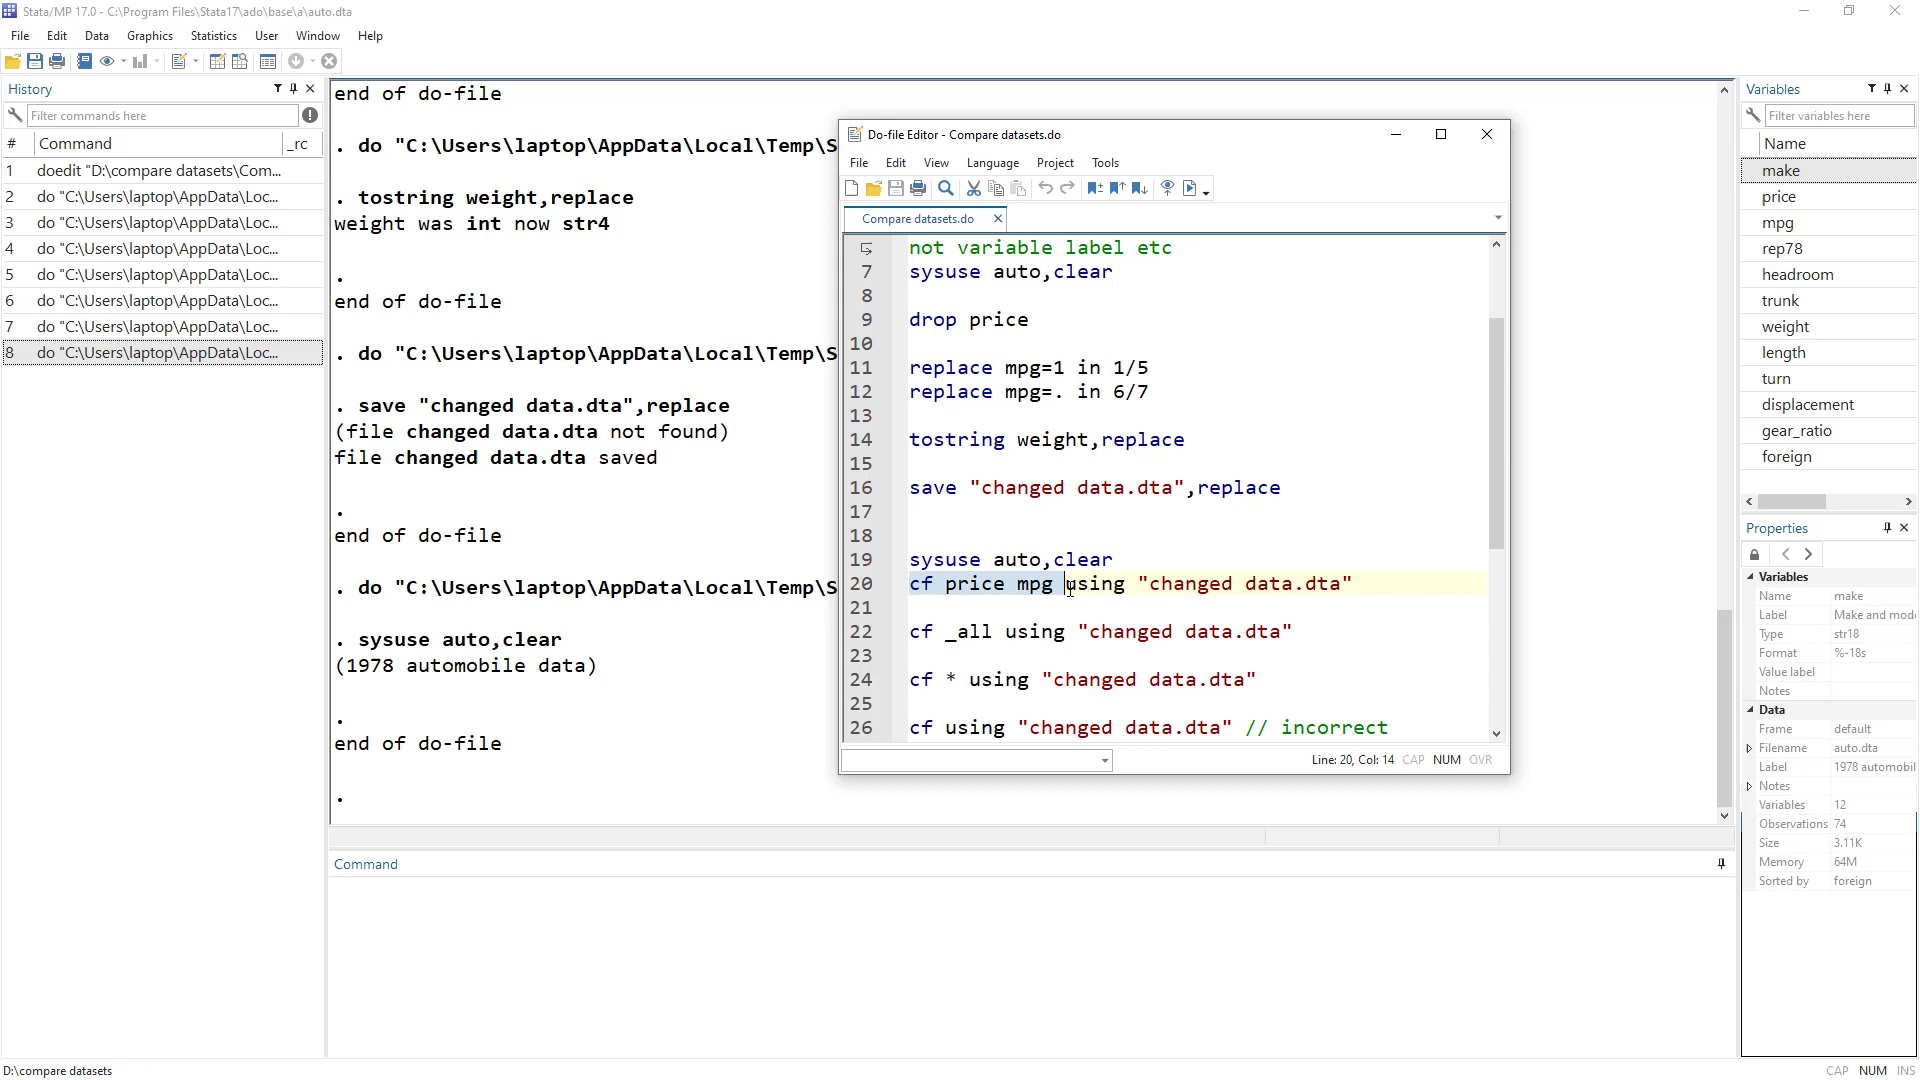 Stata/MP 17.0 - C:\Program Files\Stata17\ado\base\a\auto.dta
File Edit Data Graphics Statistics User Window Help
History
Filter commands here
# Command _rc
1 doedit "D:\compare datasets\Com...
2 do "C:\Users\laptop\AppData\Loc...
3 do "C:\Users\laptop\AppData\Loc...
4 do "C:\Users\laptop\AppData\Loc...
5 do "C:\Users\laptop\AppData\Loc...
6 do "C:\Users\laptop\AppData\Loc...
7 do "C:\Users\laptop\AppData\Loc...
8 do "C:\Users\laptop\AppData\Loc...
end of do-file
. do "C:\Users\laptop\AppData\Local\Temp\S
. tostring weight,replace
weight was int now str4
.
end of do-file
. do "C:\Users\laptop\AppData\Local\Temp\S
. save "changed data.dta",replace
(file changed data.dta not found)
file changed data.dta saved
.
end of do-file
. do "C:\Users\laptop\AppData\Local\Temp\S
. sysuse auto,clear
(1978 automobile data)
.
end of do-file
.
Command
Do-file Editor - Compare datasets.do
File Edit View Language Project Tools
Compare datasets.do
not variable label etc
7 sysuse auto,clear
8
9 drop price
10
11 replace mpg=1 in 1/5
12 replace mpg=. in 6/7
13
14 tostring weight,replace
15
16 save "changed data.dta",replace
17
18
19 sysuse auto,clear
20 cf price mpg using "changed data.dta"
21
22 cf _all using "changed data.dta"
23
24 cf * using "changed data.dta"
25
26 cf using "changed data.dta" // incorrect
Line: 20, Col: 14 CAP NUM OVR
Variables
Filter variables here
Name
make
price
mpg
rep78
headroom
trunk
weight
length
turn
displacement
gear_ratio
foreign
Properties
Variables
Name make
Label Make and mod
Type str18
Format %-18s
Value label
Notes
Data
Frame default
Filename auto.dta
Label 1978 automobil
Notes
Variables 12
Observations 74
Size 3.11K
Memory 64M
Sorted by foreign
D:\compare datasets
CAP NUM INS